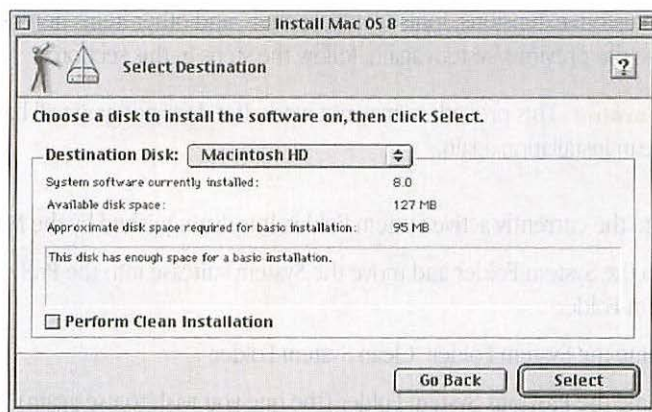 Install Mac OS 8
Select Destination
?
Choose a disk to install the software on, then click Select.
Destination Disk: Macintosh HD
System software currently installed: 8.0
Available disk space: 127 MB
Approximate disk space required for basic installation: 95 MB
This disk has enough space for a basic installation.
Perform Clean Installation
Go Back Select